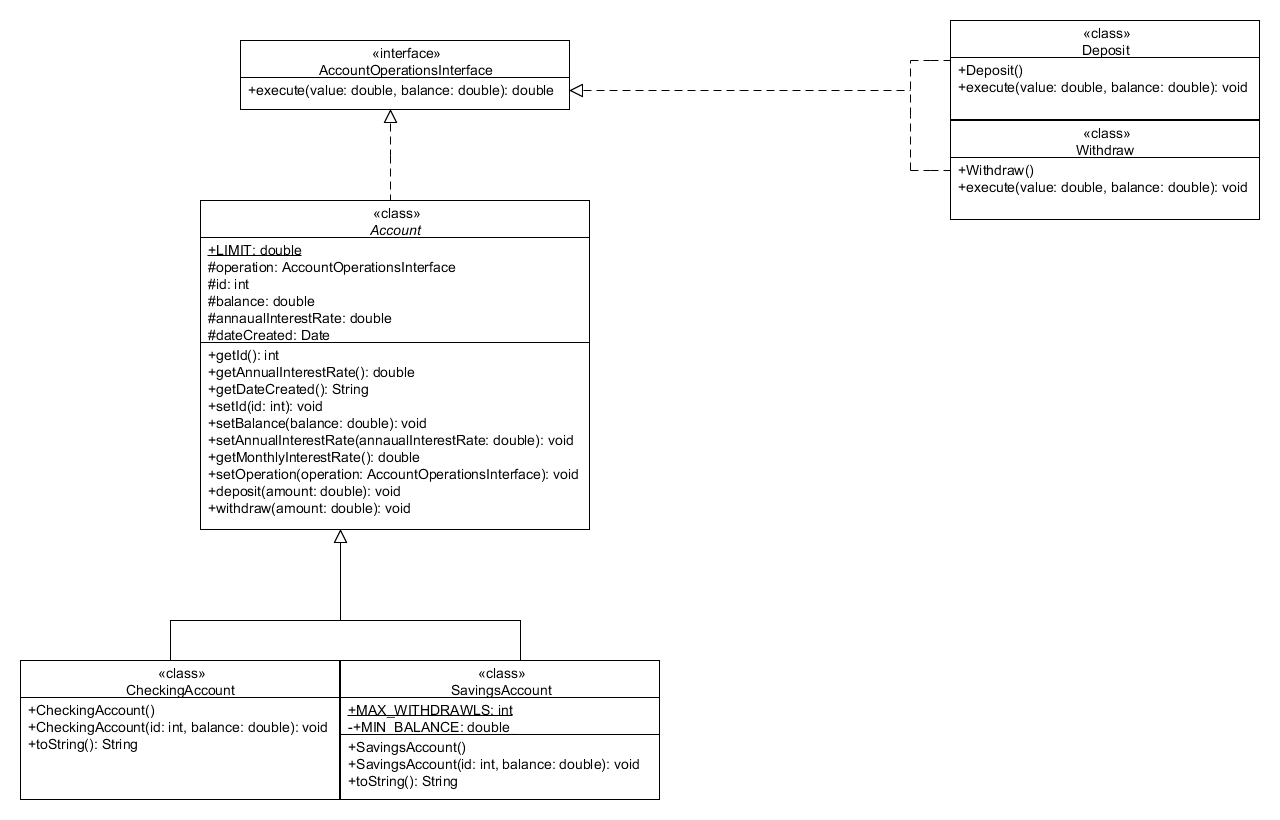 «interface»
AccountOperationsInterface
+execute(value: double, balance: double): double
«class»
Deposit
+Deposit()
+execute(value: double, balance: double): void
«class»
Withdraw
+Withdraw()
+execute(value: double, balance: double): void
«class»
Account
+LIMIT: double
#operation: AccountOperationsInterface
#id: int
#balance: double
#annaualInterestRate: double
#dateCreated: Date
+getId(): int
+getAnnualInterestRate(): double
+getDateCreated(): String
+setId(id: int): void
+setBalance(balance: double): void
+setAnnualInterestRate(annaualInterestRate: double): void
+getMonthlyInterestRate(): double
+setOperation(operation: AccountOperationsInterface): void
+deposit(amount: double): void
+withdraw(amount: double): void
«class»
CheckingAccount
+CheckingAccount()
+CheckingAccount(id: int, balance: double): void
+toString(): String
«class»
SavingsAccount
+MAX_WITHDRAWLS: int
-+MIN_BALANCE: double
+SavingsAccount()
+SavingsAccount(id: int, balance: double): void
+toString(): String